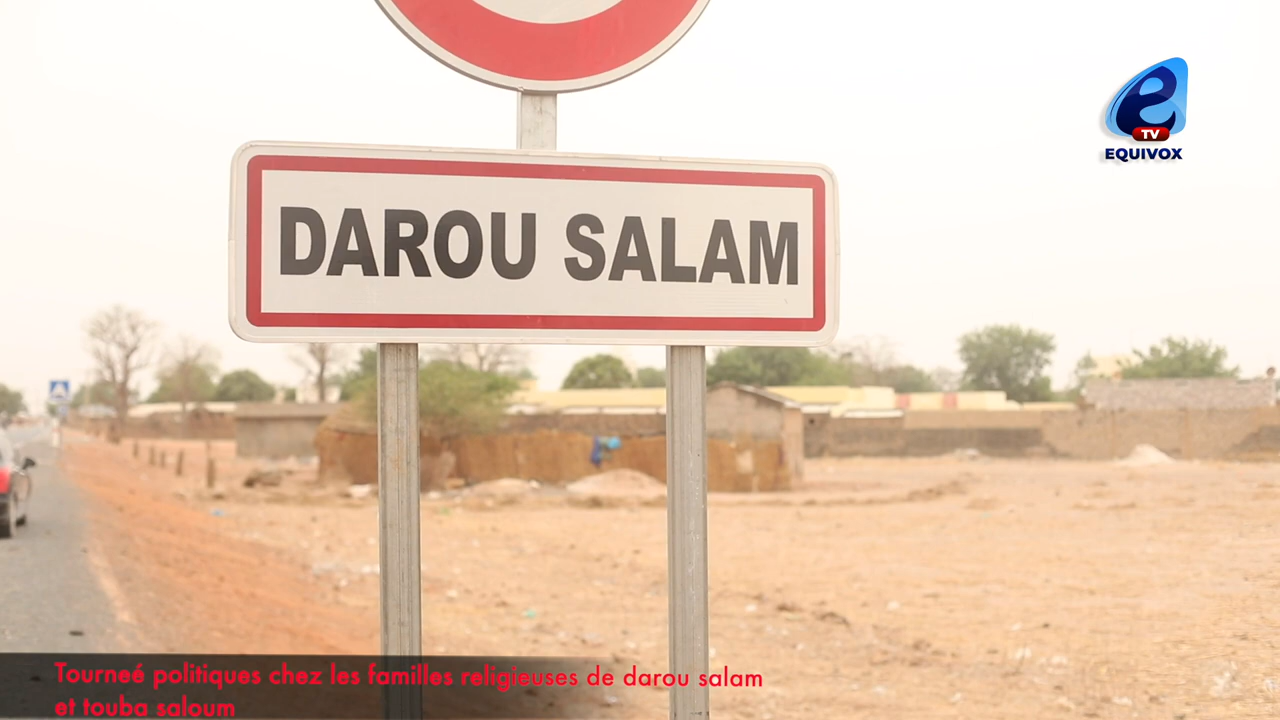 e
TV
EQUIVOX
DAROU SALAM
Tourneé politiques chez les familles religieuses de darou salam
et touba saloum